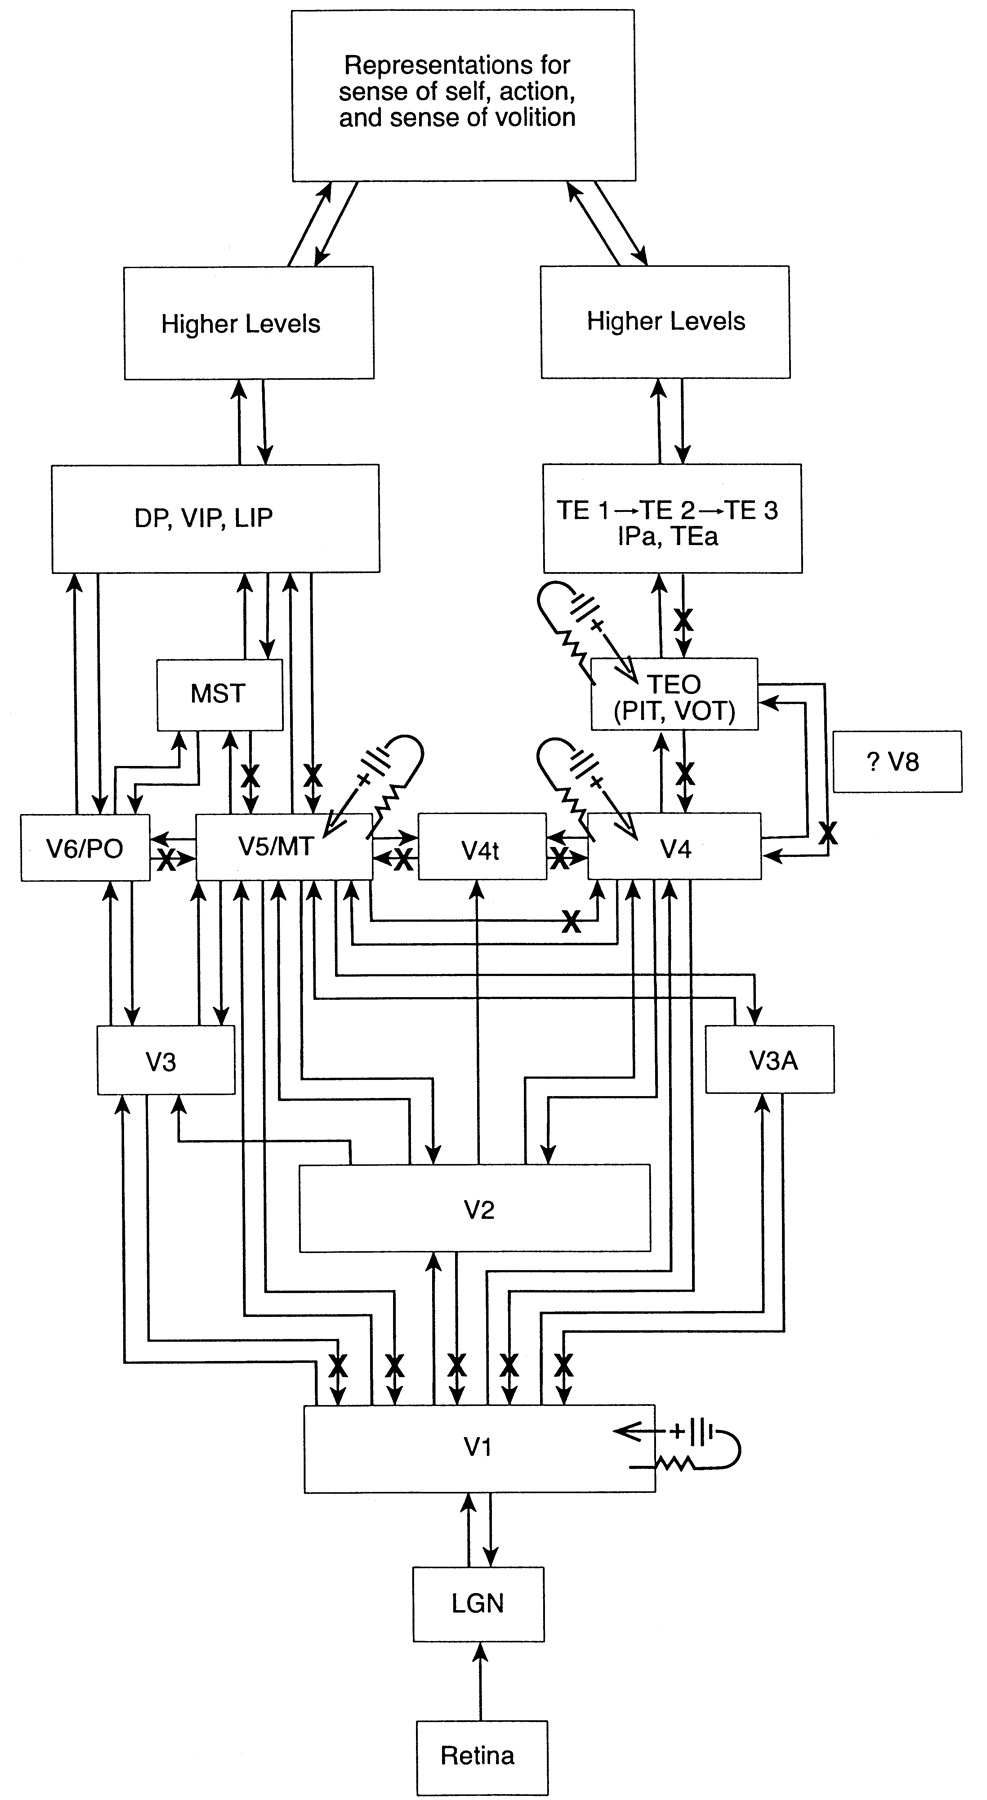 Representations for
sense of self, action,
and sense of volition
Higher Levels
Higher Levels
DP, VIP, LIP
TE 1→TE 2→TE 3
IPa, TEa
MST
TEO
(PIT, VOT)
? V8
V6/PO
V5/MT
V4t
V4
V3
V3A
V2
V1
LGN
Retina